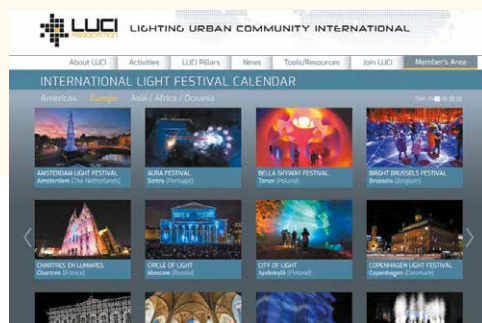 LUCI
ASSOCIATION
LIGHTING URBAN COMMUNITY INTERNATIONAL
About LUCI
Activities
LUCI Pillars
News
Tools/Resources
Join LUCI
Member's Area
INTERNATIONAL LIGHT FESTIVAL CALENDAR
Americas Europe Asia / Africa / Oceania
AMSTERDAM LIGHT FESTIVAL
Amsterdam (The Netherlands)
AURA FESTIVAL
Sintra (Portugal)
BELLA SKYWAY FESTIVAL
Torun (Poland)
BRIGHT BRUSSELS FESTIVAL
Brussels (Belgium)
CHARTRES EN LUMIÈRES
Chartres (France)
CIRCLE OF LIGHT
Moscow (Russia)
CITY OF LIGHT
Jyväskylä (Finland)
COPENHAGEN LIGHT FESTIVAL
Copenhagen (Denmark)